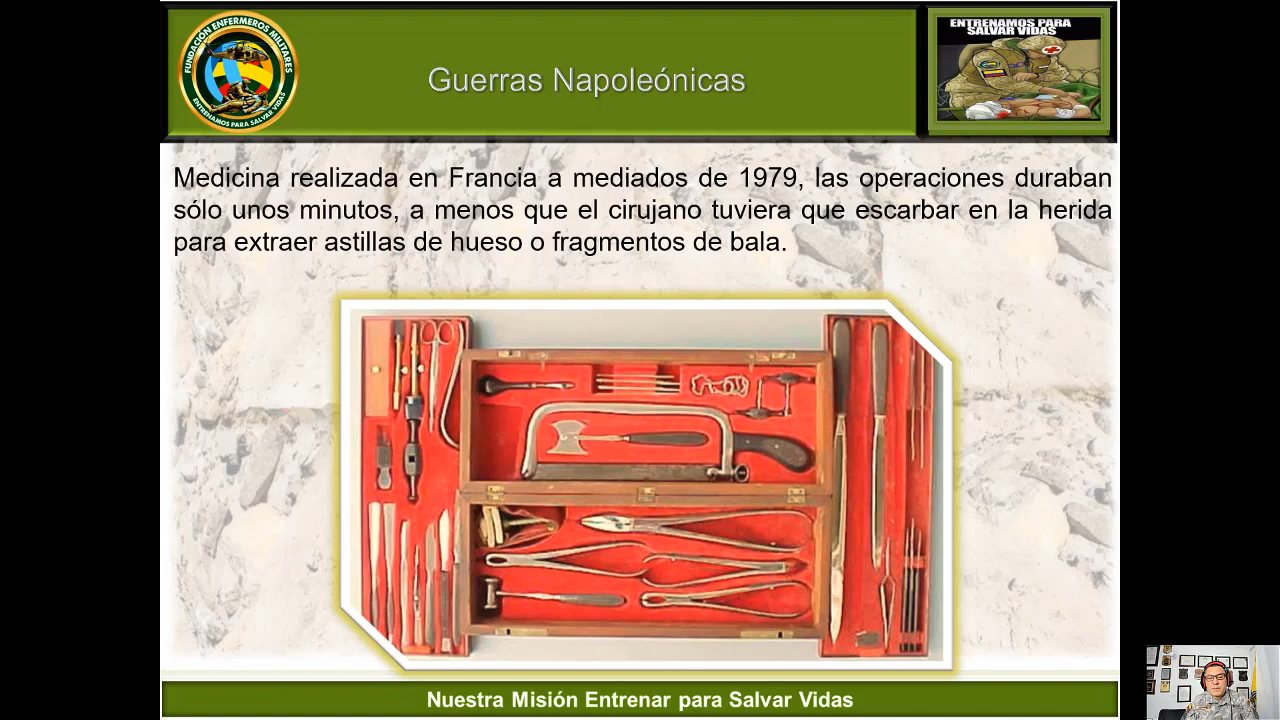 FUNDACIÓN ENFERMEROS MILITARES
ENTRENAMOS PARA SALVAR VIDAS
Guerras Napoleónicas
ENTRENAMOS PARA
SALVAR VIDAS
Medicina realizada en Francia a mediados de 1979, las operaciones duraban
sólo unos minutos, a menos que el cirujano tuviera que escarbar en la herida
para extraer astillas de hueso o fragmentos de bala.
Nuestra Misión Entrenar para Salvar Vidas